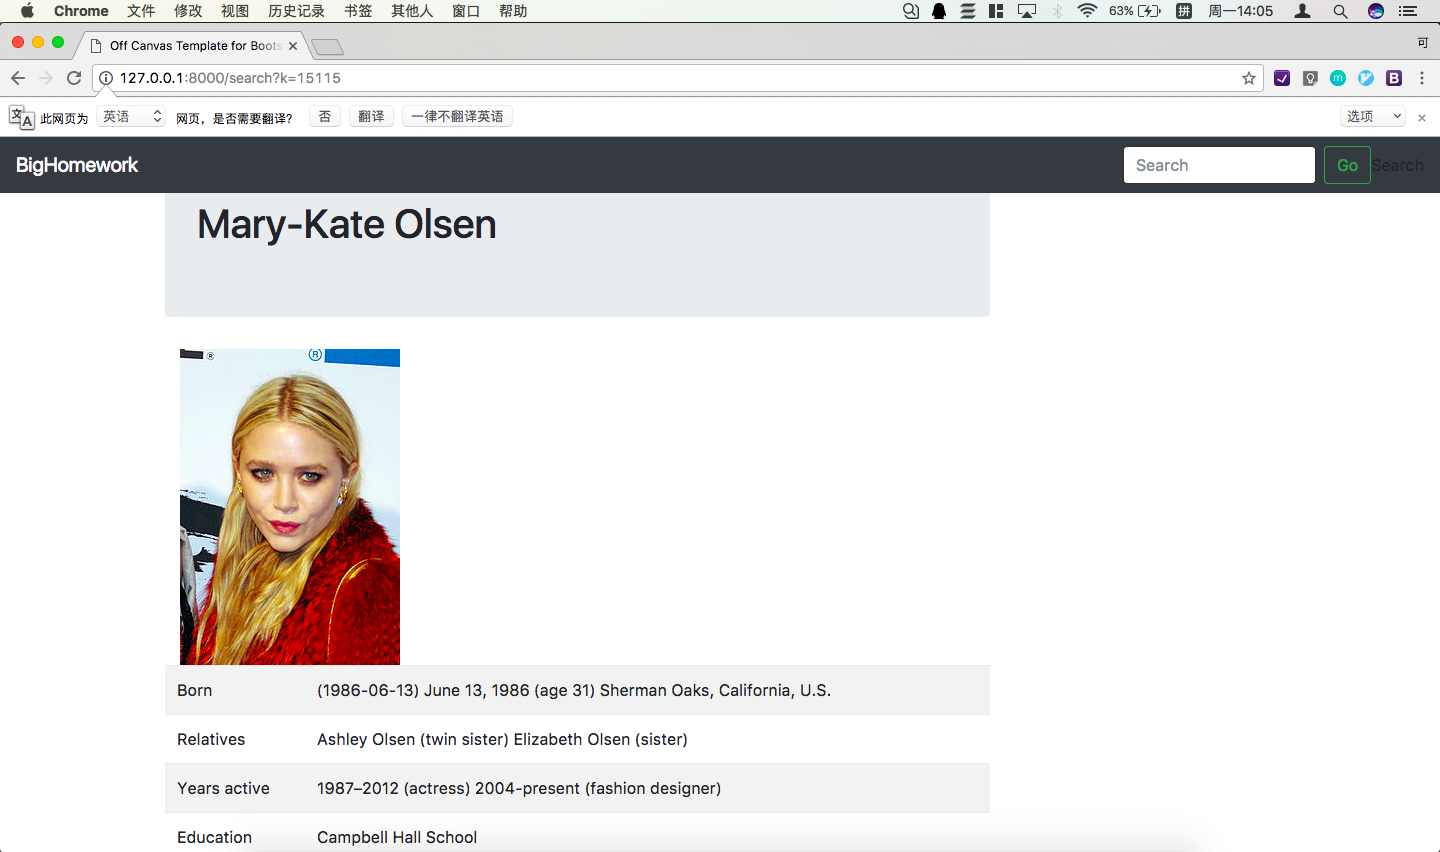 Chrome 文件 修改 视图 历史记录 书签 其他人 窗口 帮助 63% 拼 周一14:05
Off Canvas Template for Boots 可
127.0.0.1:8000/search?k=15115
此网页为 英语 网页，是否需要翻译？ 否 翻译 一律不翻译英语 选项
BigHomework Search Go Search
Mary-Kate Olsen
Born (1986-06-13) June 13, 1986 (age 31) Sherman Oaks, California, U.S.
Relatives Ashley Olsen (twin sister) Elizabeth Olsen (sister)
Years active 1987–2012 (actress) 2004-present (fashion designer)
Education Campbell Hall School